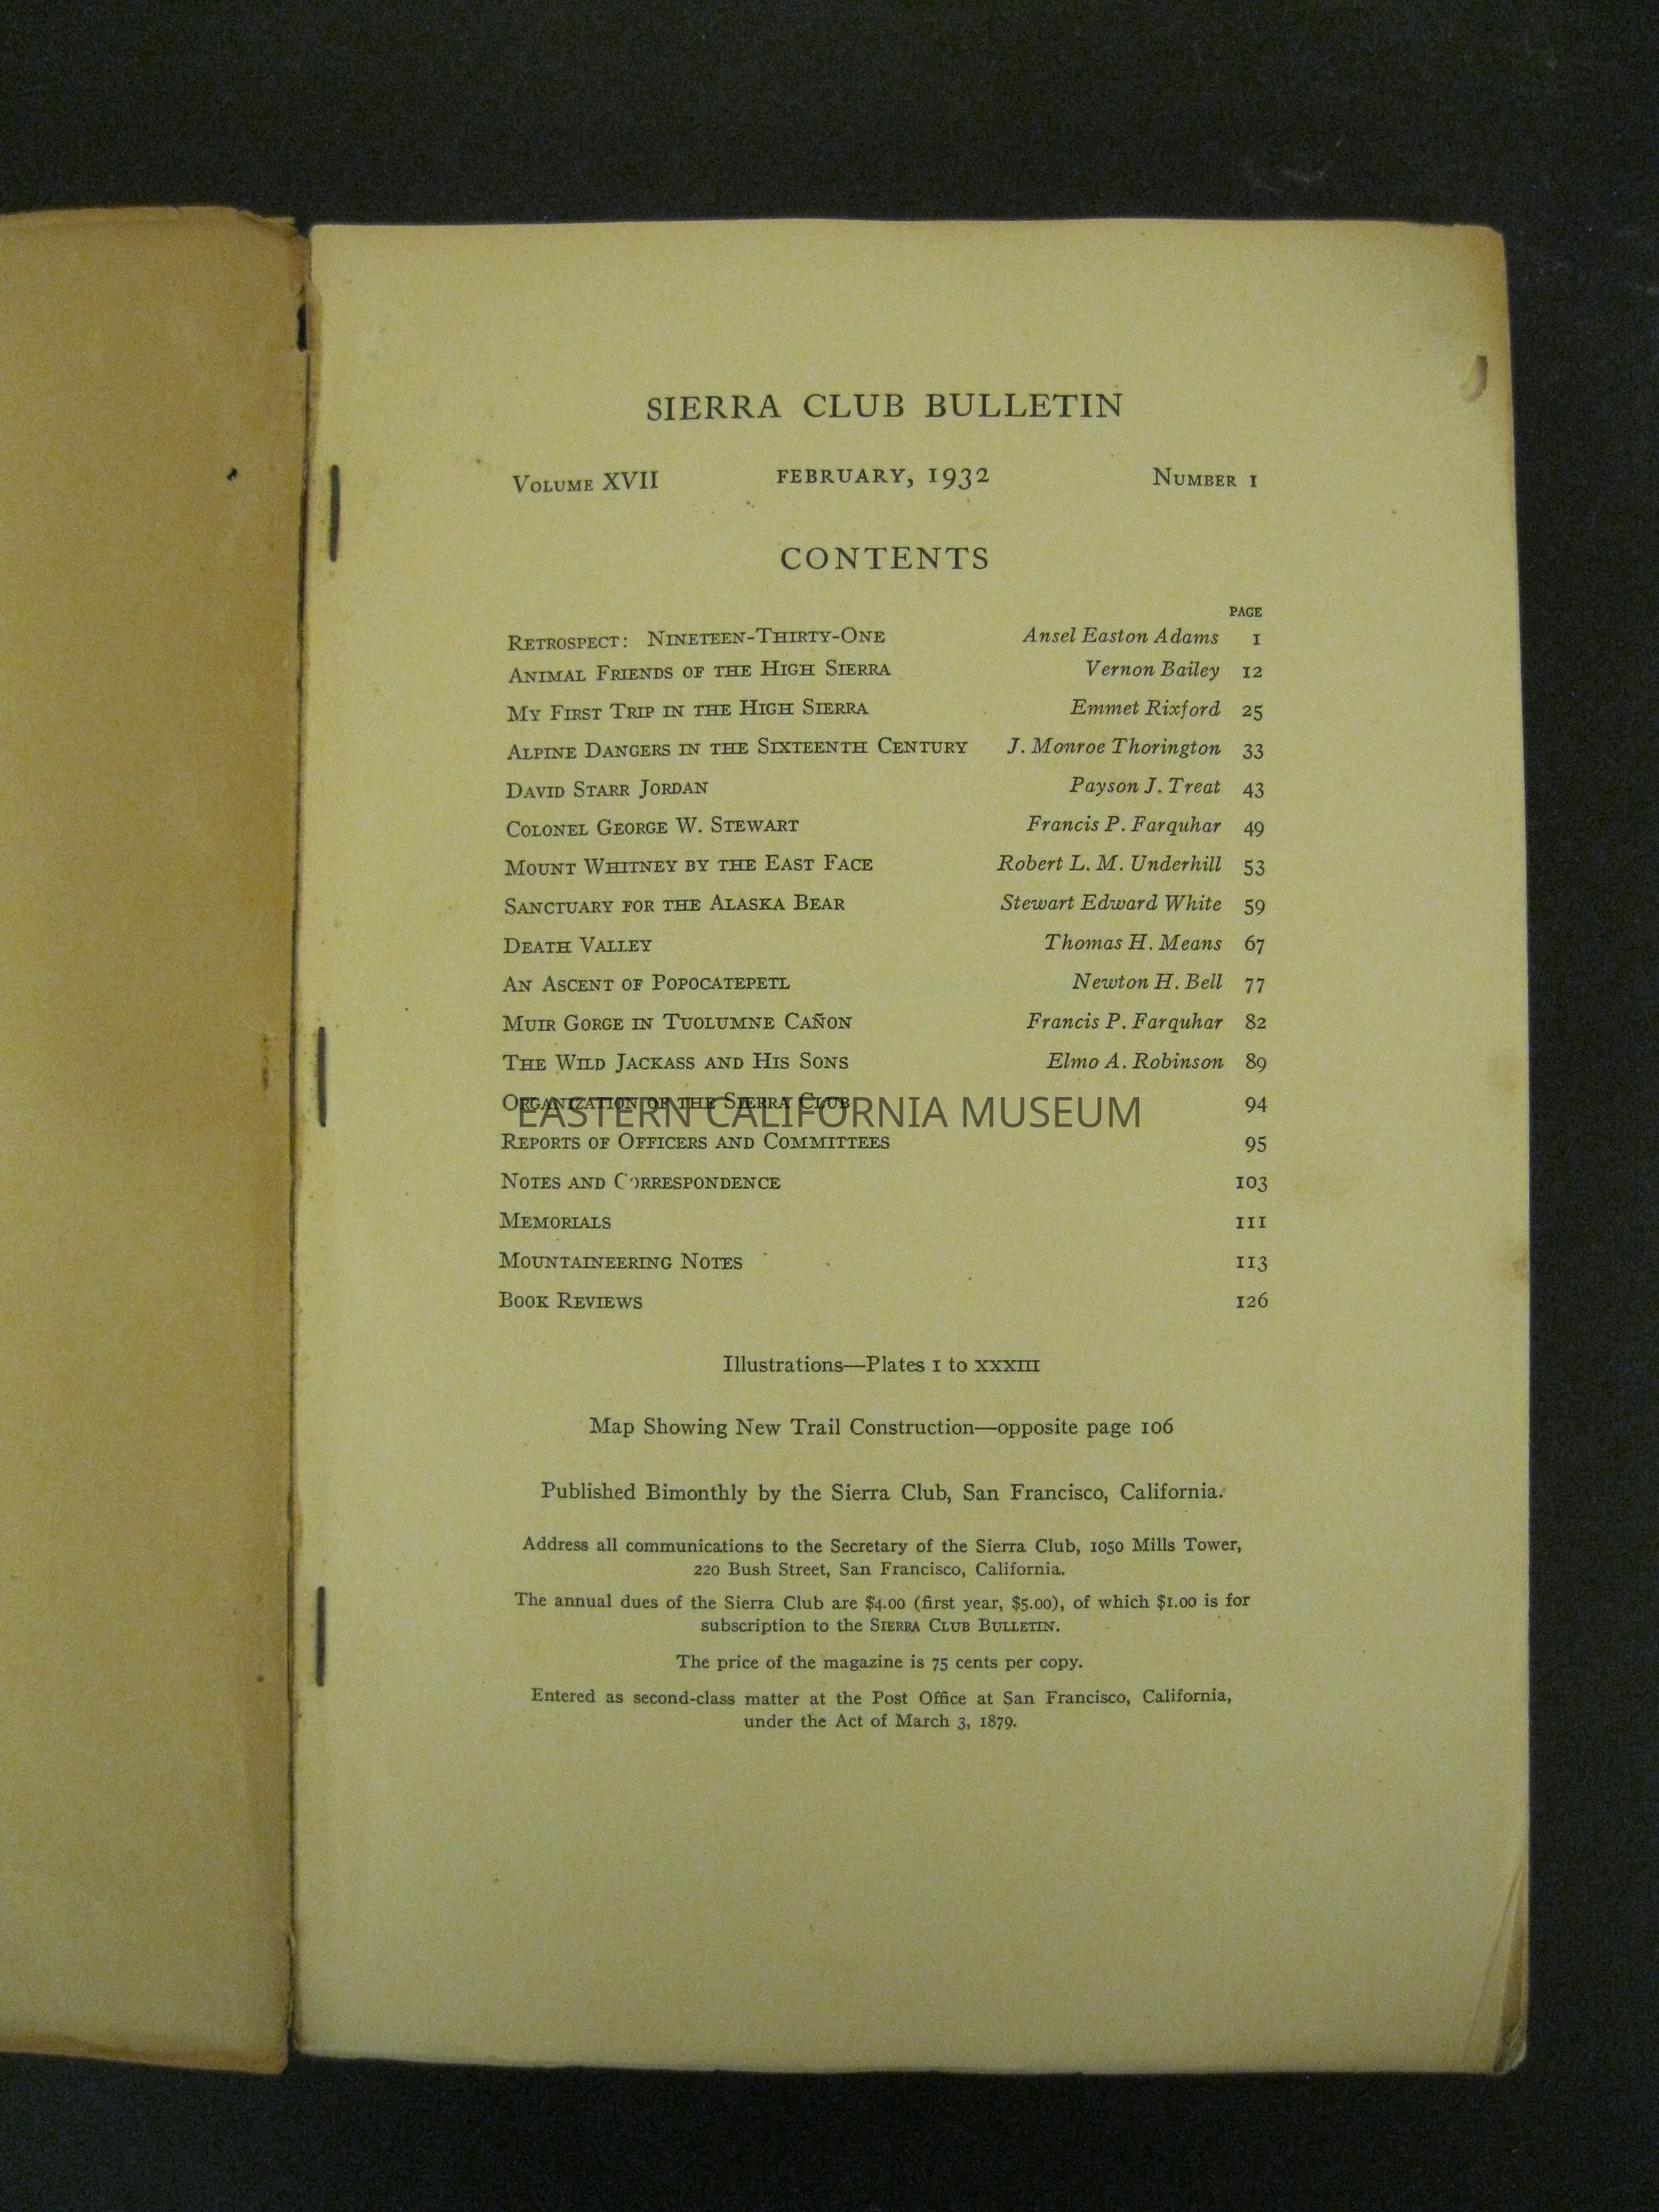 SIERRA CLUB BULLETIN
VOLUME XVII FEBRUARY, 1932 NUMBER 1
CONTENTS
PAGE
RETROSPECT: NINETEEN-THIRTY-ONE Ansel Easton Adams 1
ANIMAL FRIENDS OF THE HIGH SIERRA Vernon Bailey 12
MY FIRST TRIP IN THE HIGH SIERRA Emmet Rixford 25
ALPINE DANGERS IN THE SIXTEENTH CENTURY J. Monroe Thorington 33
DAVID STARR JORDAN Payson J. Treat 43
COLONEL GEORGE W. STEWART Francis P. Farquhar 49
MOUNT WHITNEY BY THE EAST FACE Robert L. M. Underhill 53
SANCTUARY FOR THE ALASKA BEAR Stewart Edward White 59
DEATH VALLEY Thomas H. Means 67
AN ASCENT OF POPOCATEPETL Newton H. Bell 77
MUIR GORGE IN TUOLUMNE CAÑON Francis P. Farquhar 82
THE WILD JACKASS AND HIS SONS Elmo A. Robinson 89
ORGANIZATION OF THE SIERRA CLUB 94
EASTERN CALIFORNIA MUSEUM
REPORTS OF OFFICERS AND COMMITTEES 95
NOTES AND CORRESPONDENCE 103
MEMORIALS 111
MOUNTAINEERING NOTES 113
BOOK REVIEWS 126
Illustrations—Plates I to XXXIII
Map Showing New Trail Construction—opposite page 106
Published Bimonthly by the Sierra Club, San Francisco, California.
Address all communications to the Secretary of the Sierra Club, 1050 Mills Tower,
220 Bush Street, San Francisco, California.
The annual dues of the Sierra Club are $4.00 (first year, $5.00), of which $1.00 is for
subscription to the SIERRA CLUB BULLETIN.
The price of the magazine is 75 cents per copy.
Entered as second-class matter at the Post Office at San Francisco, California,
under the Act of March 3, 1879.